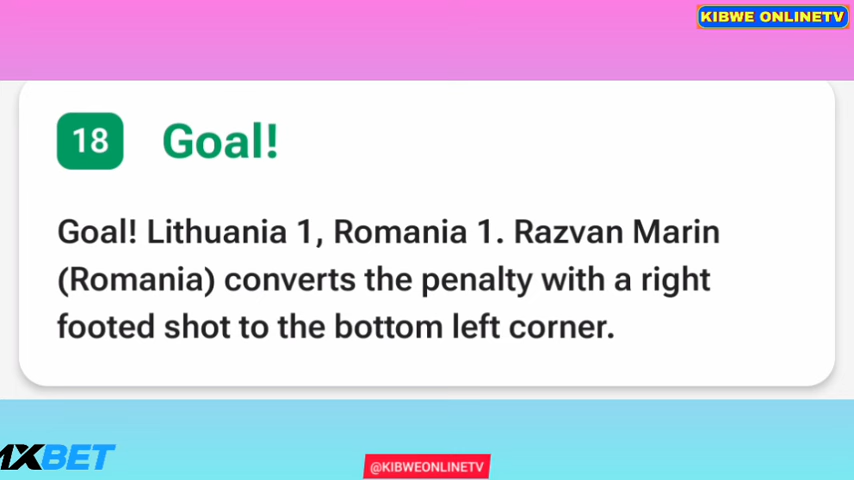 KIBWE ONLINETV
18 Goal!
Goal! Lithuania 1, Romania 1. Razvan Marin
(Romania) converts the penalty with a right
footed shot to the bottom left corner.
1XBET
@KIBWEONLINETV